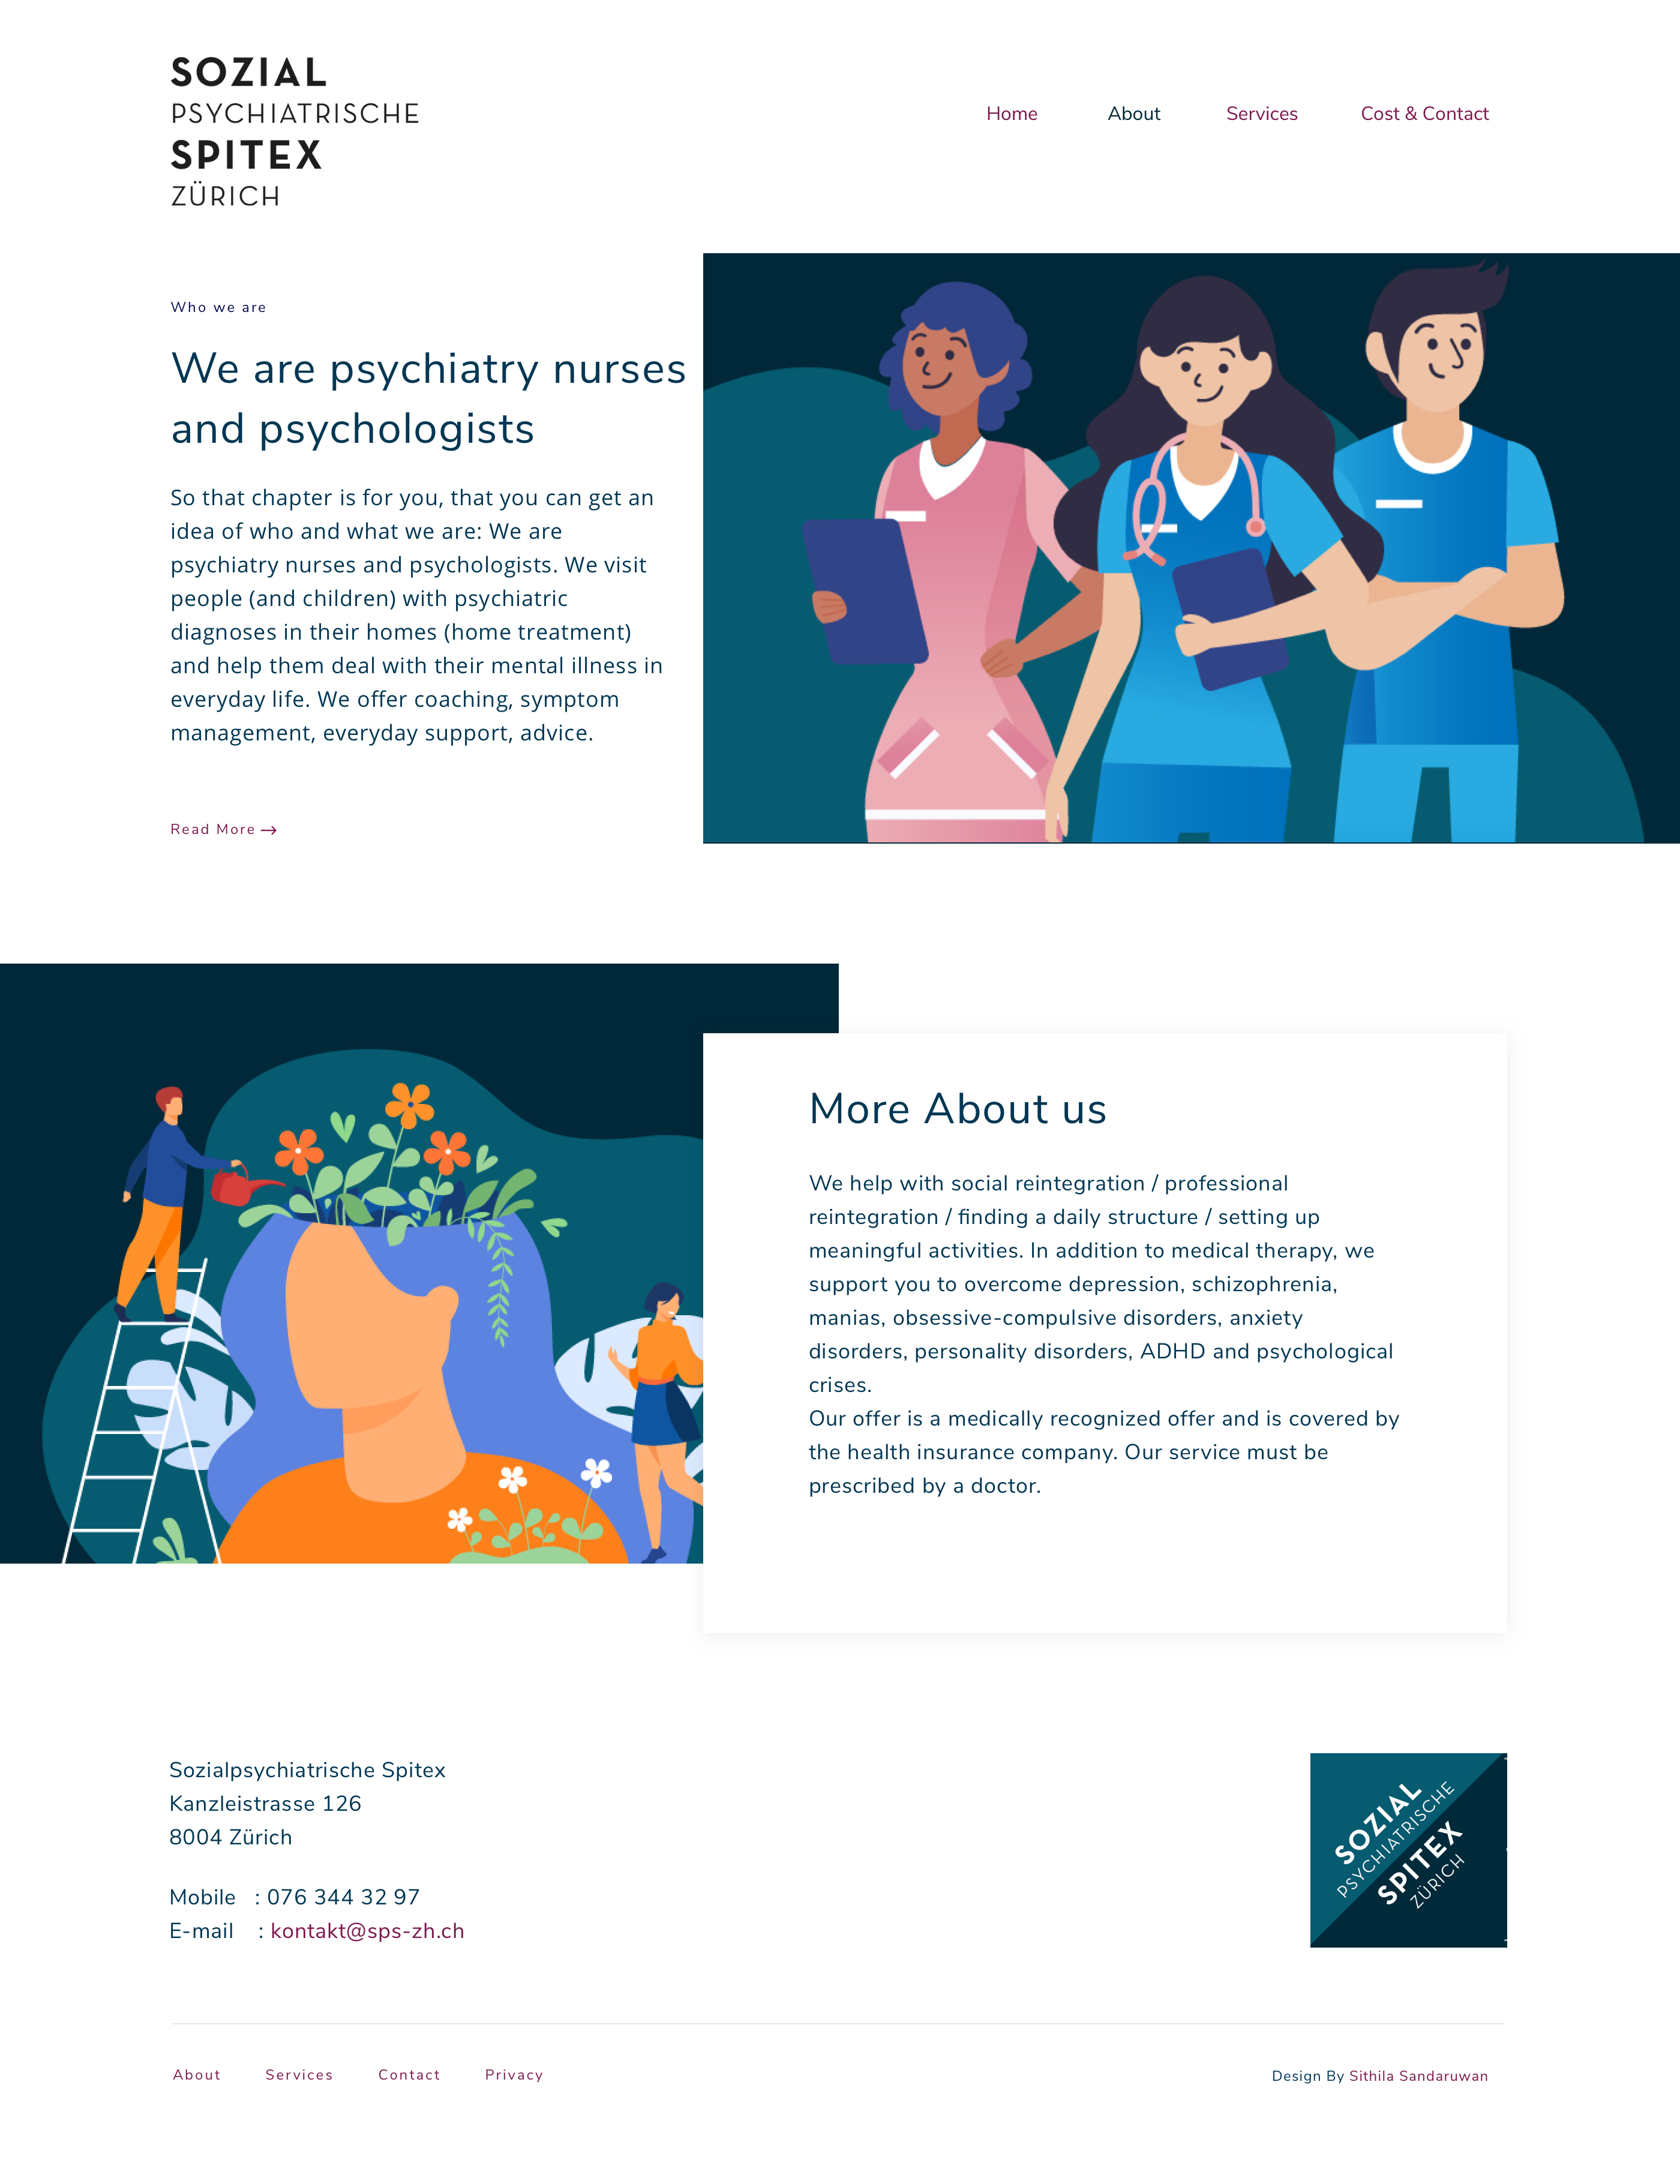 SOZIAL
PSYCHIATRISCHE
SPITEX
ZÜRICH
Home About Services Cost & Contact
Who we are
We are psychiatry nurses
and psychologists
So that chapter is for you, that you can get an
idea of who and what we are: We are
psychiatry nurses and psychologists. We visit
people (and children) with psychiatric
diagnoses in their homes (home treatment)
and help them deal with their mental illness in
everyday life. We offer coaching, symptom
management, everyday support, advice.
Read More →
More About us
We help with social reintegration / professional
reintegration / finding a daily structure / setting up
meaningful activities. In addition to medical therapy, we
support you to overcome depression, schizophrenia,
manias, obsessive-compulsive disorders, anxiety
disorders, personality disorders, ADHD and psychological
crises.
Our offer is a medically recognized offer and is covered by
the health insurance company. Our service must be
prescribed by a doctor.
Sozialpsychiatrische Spitex
Kanzleistrasse 126
8004 Zürich
Mobile : 076 344 32 97
E-mail : kontakt@sps-zh.ch
SOZIAL
PSYCHIATRISCHE
SPITEX
ZÜRICH
About Services Contact Privacy
Design By Sithila Sandaruwan